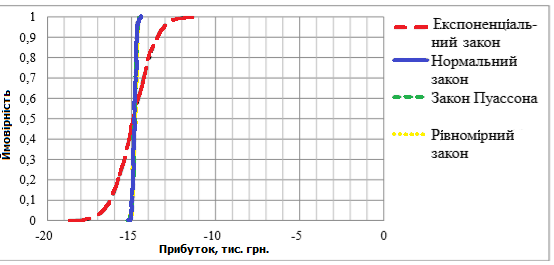 1
0,9
0,8
0,7
0,6
0,5
0,4
0,3
0,2
0,1
0
Ймовірність
-20
-15
-10
-5
0
Прибуток, тис. грн.
Експоненціаль-
ний закон
Нормальний
закон
Закон Пуассона
Рівномірний
закон